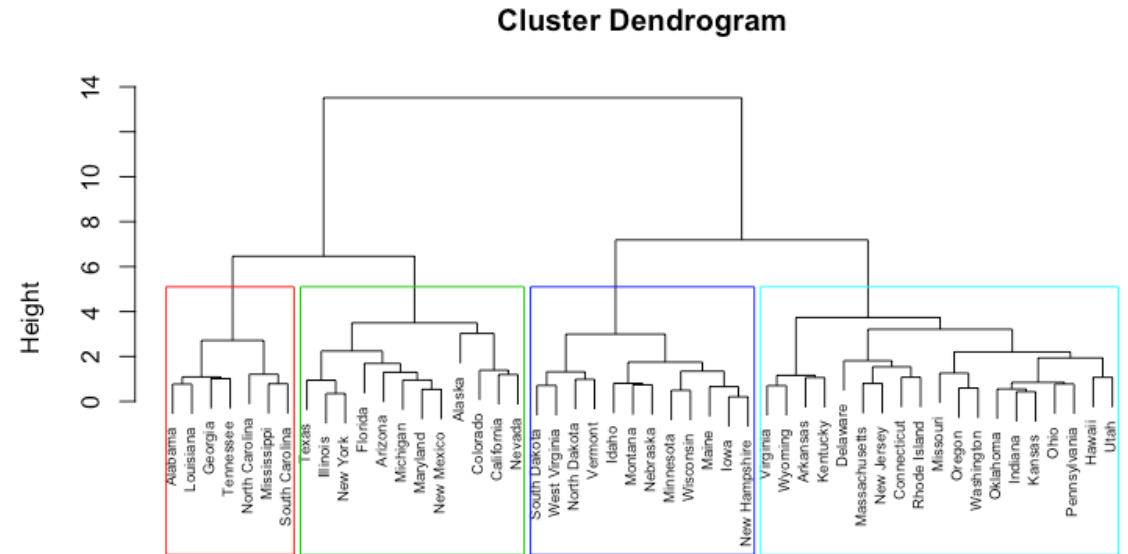 Cluster Dendrogram
Height
14
10
8
6
4
2
0
Alabama
Louisiana
Georgia
Tennessee
North Carolina
Mississippi
South Carolina
Texas
Illinois
New York
Florida
Arizona
Michigan
Maryland
New Mexico
Alaska
Colorado
California
Nevada
South Dakota
West Virginia
North Dakota
Vermont
Idaho
Montana
Nebraska
Minnesota
Wisconsin
Maine
Iowa
New Hampshire
Virginia
Wyoming
Arkansas
Kentucky
Delaware
Massachusetts
New Jersey
Connecticut
Rhode Island
Missouri
Oregon
Washington
Oklahoma
Indiana
Kansas
Ohio
Pennsylvania
Hawaii
Utah